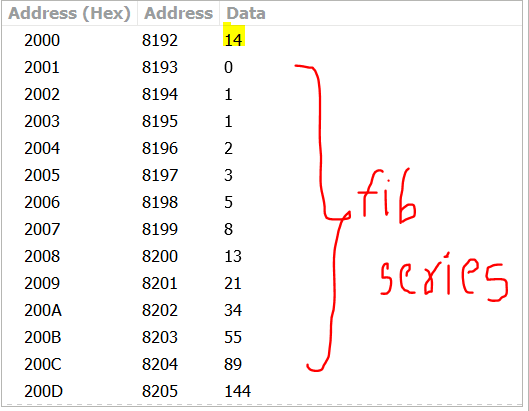 Address (Hex) Address Data
2000 8192 14
2001 8193 0
2002 8194 1
2003 8195 1
2004 8196 2
2005 8197 3
2006 8198 5
2007 8199 8
2008 8200 13
2009 8201 21
200A 8202 34
200B 8203 55
200C 8204 89
200D 8205 144
fib
series